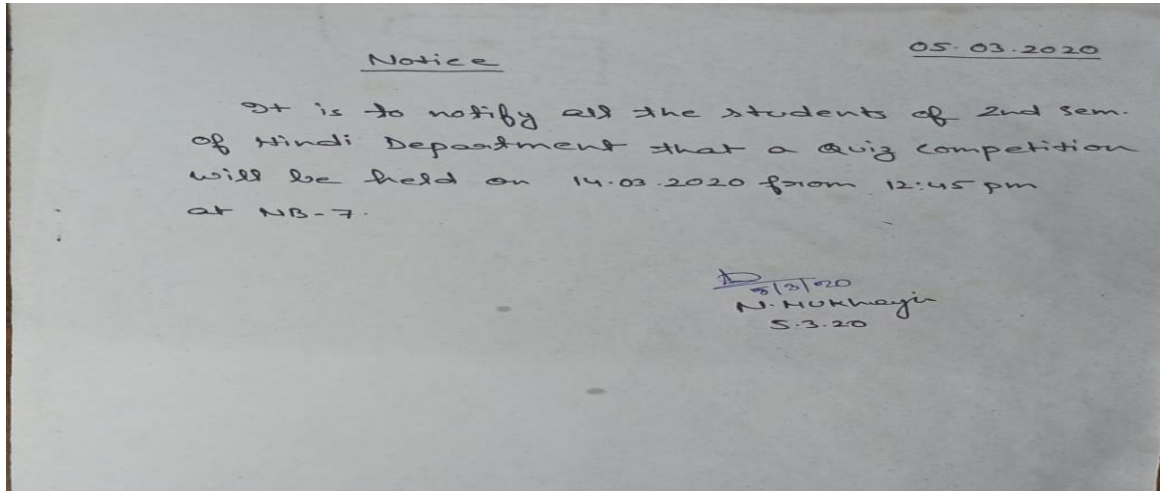 05.03.2020
Notice
It is to notify all the students of 2nd sem.
of Hindi Department that a Quiz competition
will be held on 14.03.2020 from 12:45 pm
at NB-7.
5/3/2020
N. Mukherjee
5.3.20